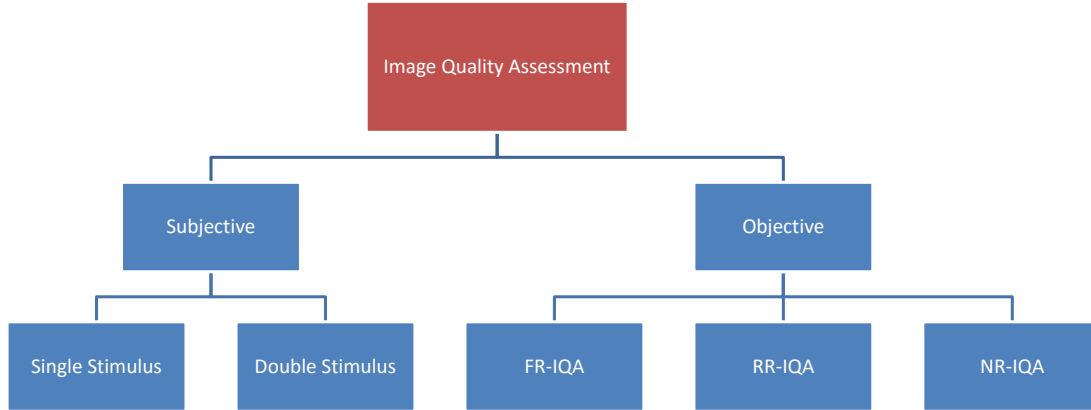 Image Quality Assessment
Subjective
Objective
Single Stimulus
Double Stimulus
FR-IQA
RR-IQA
NR-IQA